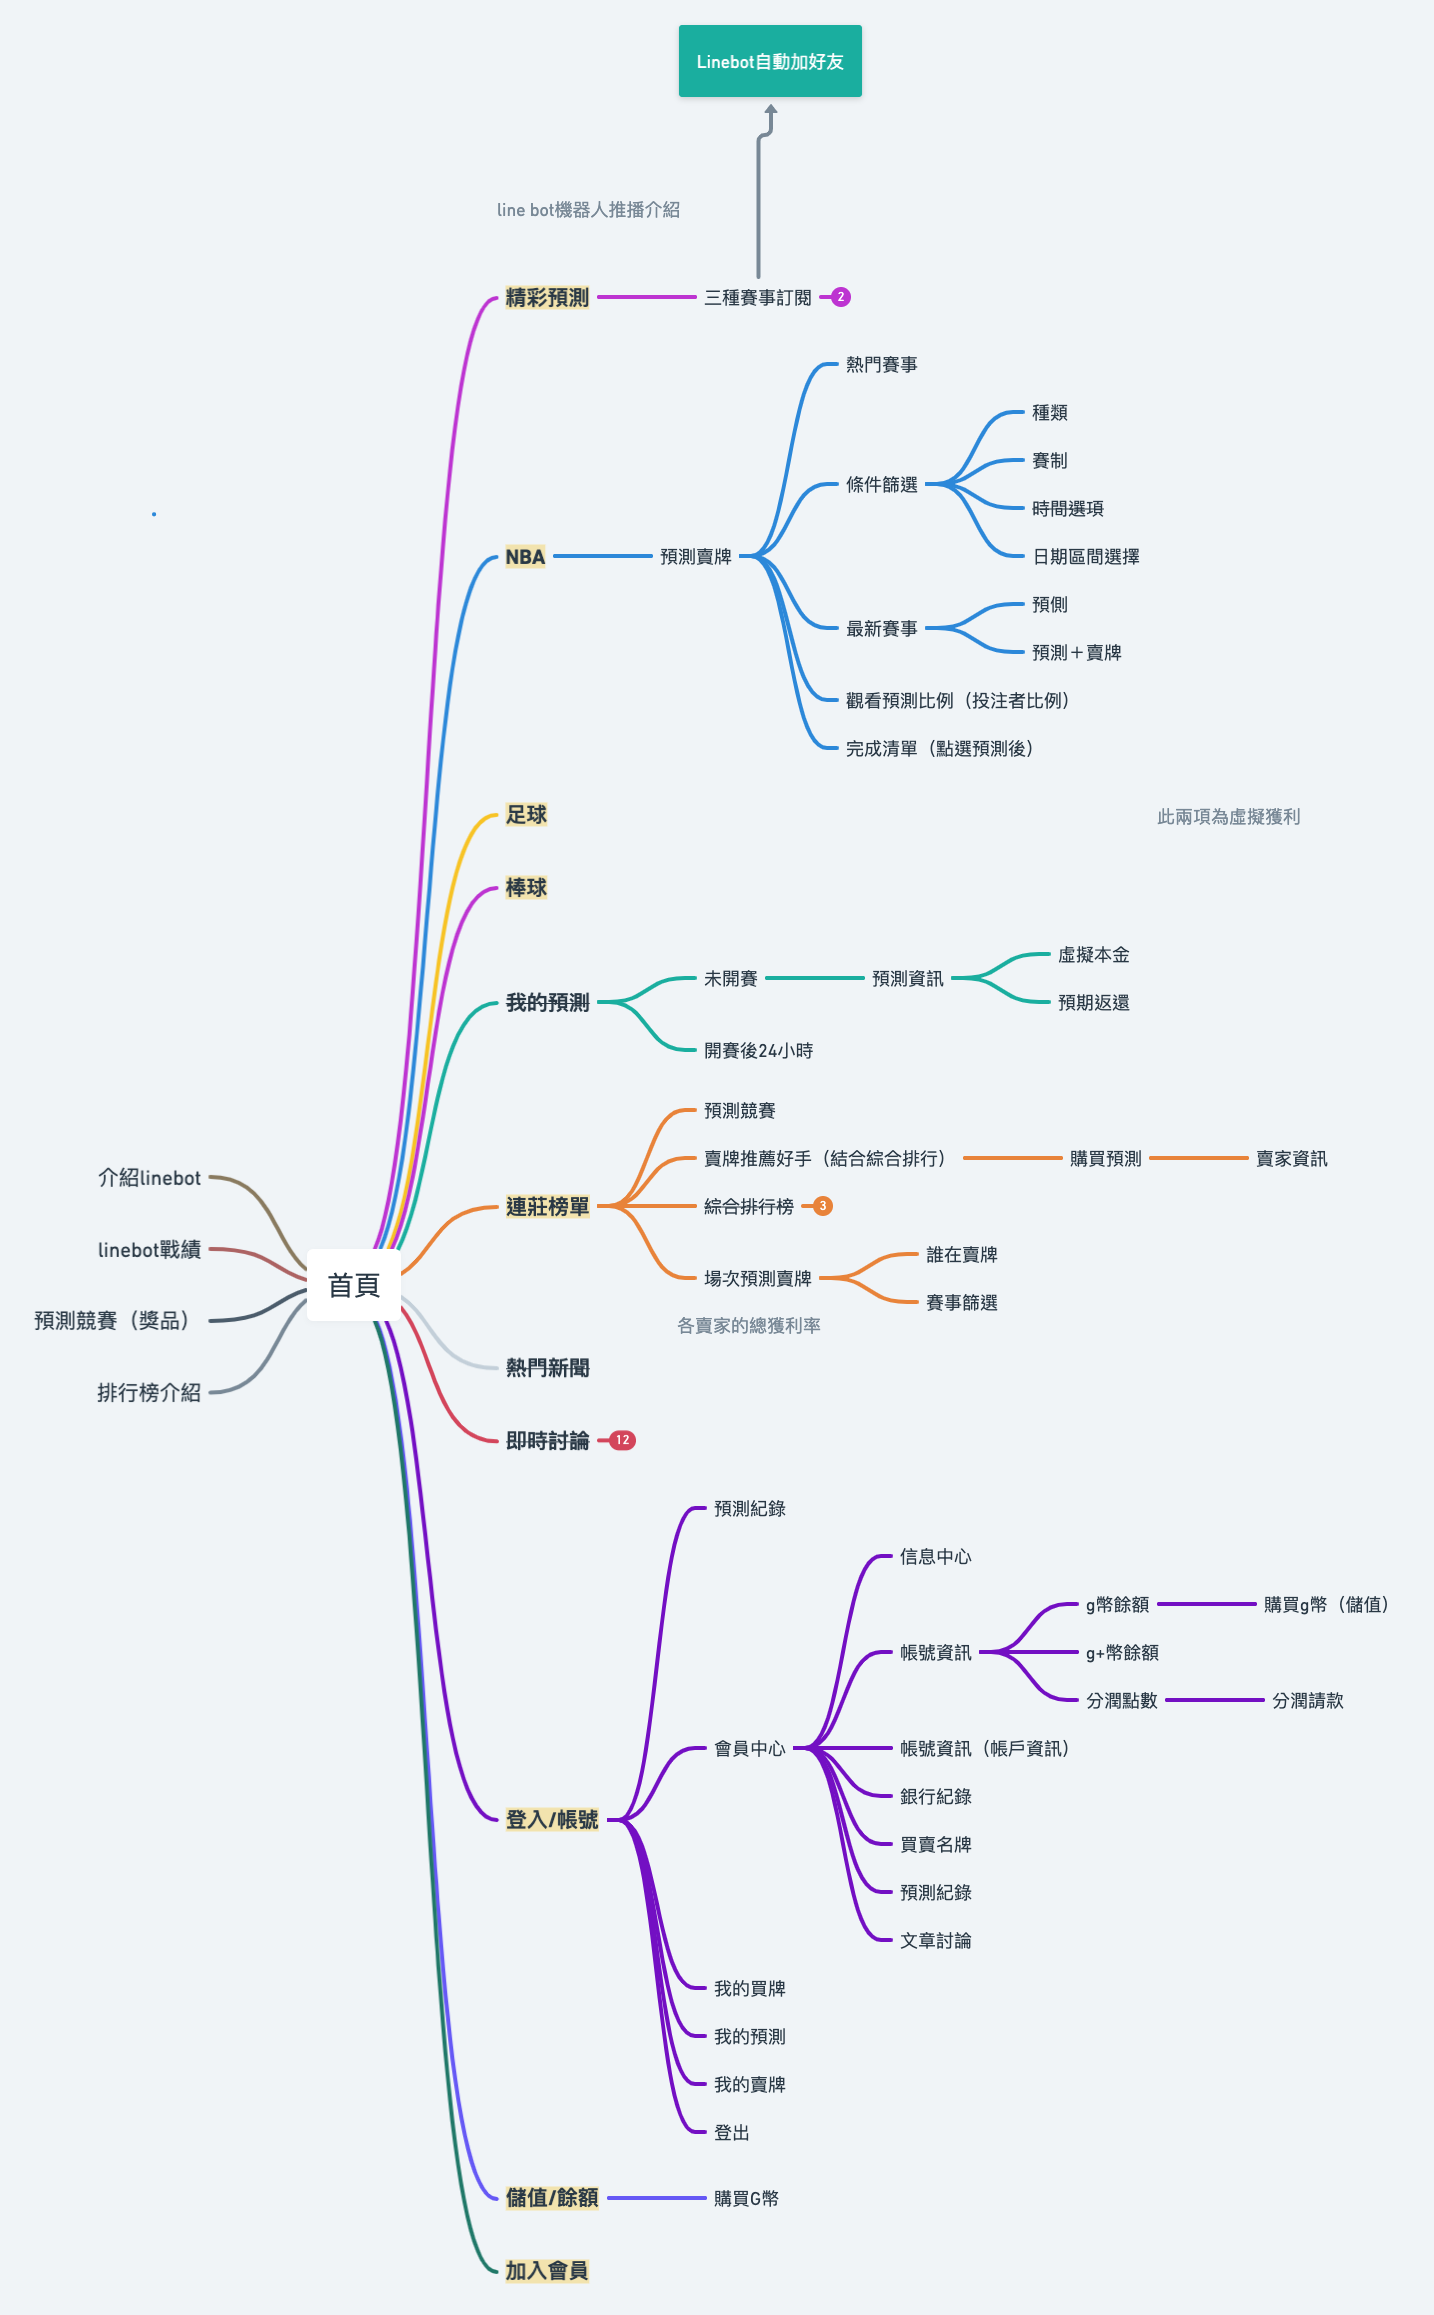 Linebot自動加好友
line bot機器人推播介紹
精彩預測
三種賽事訂閱
2
熱門賽事
種類
賽制
條件篩選
時間選項
日期區間選擇
NBA
預測賣牌
預側
最新賽事
預測＋賣牌
觀看預測比例（投注者比例）
完成清單（點選預測後）
足球
此兩項為虛擬獲利
棒球
虛擬本金
未開賽
預測資訊
我的預測
預期返還
開賽後24小時
預測競賽
賣牌推薦好手（結合綜合排行）
購買預測
賣家資訊
連莊榜單
綜合排行榜
3
誰在賣牌
場次預測賣牌
賽事篩選
各賣家的總獲利率
介紹linebot
linebot戰績
首頁
預測競賽（獎品）
排行榜介紹
熱門新聞
即時討論
12
預測紀錄
信息中心
g幣餘額
購買g幣（儲值）
帳號資訊
g+幣餘額
分潤點數
分潤請款
會員中心
帳號資訊（帳戶資訊）
銀行紀錄
登入/帳號
買賣名牌
預測紀錄
文章討論
我的買牌
我的預測
我的賣牌
登出
儲值/餘額
購買G幣
加入會員